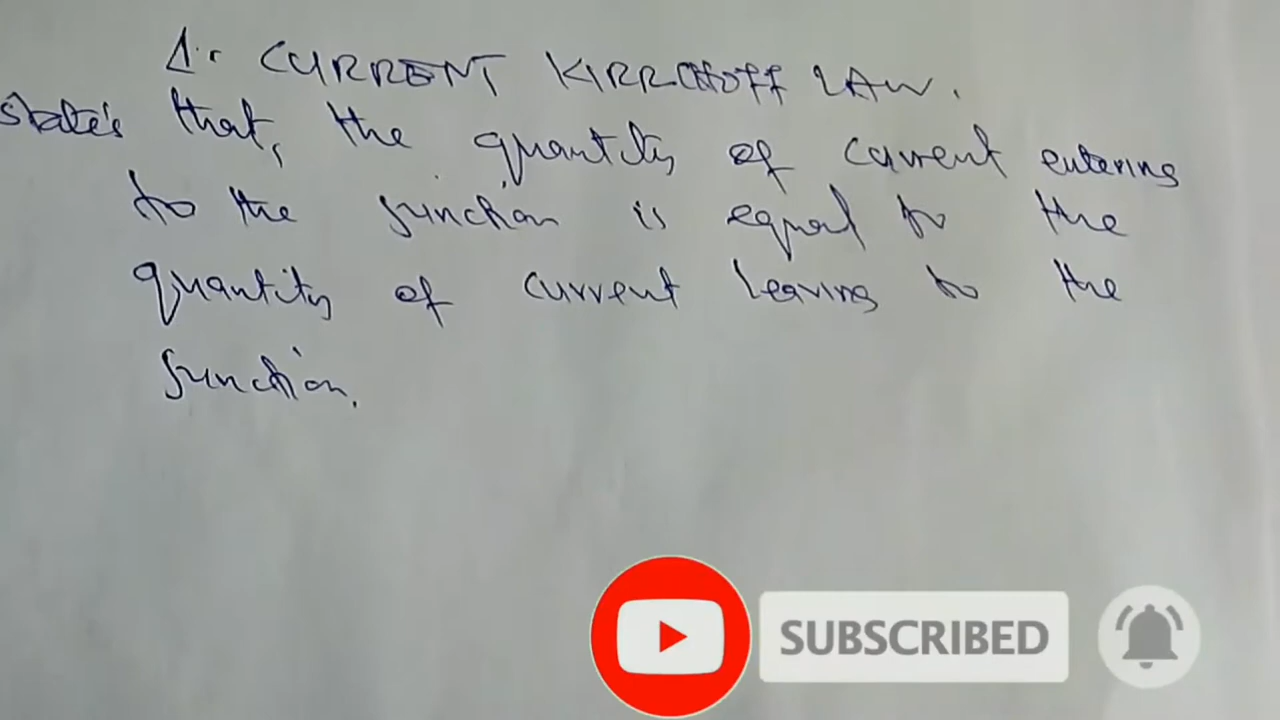 1. CURRENT KIRRCHOFF LAW.
state's that, the quantity of current entering
to the junction is equal to the
quantity of current leaving to the
junction.
SUBSCRIBED